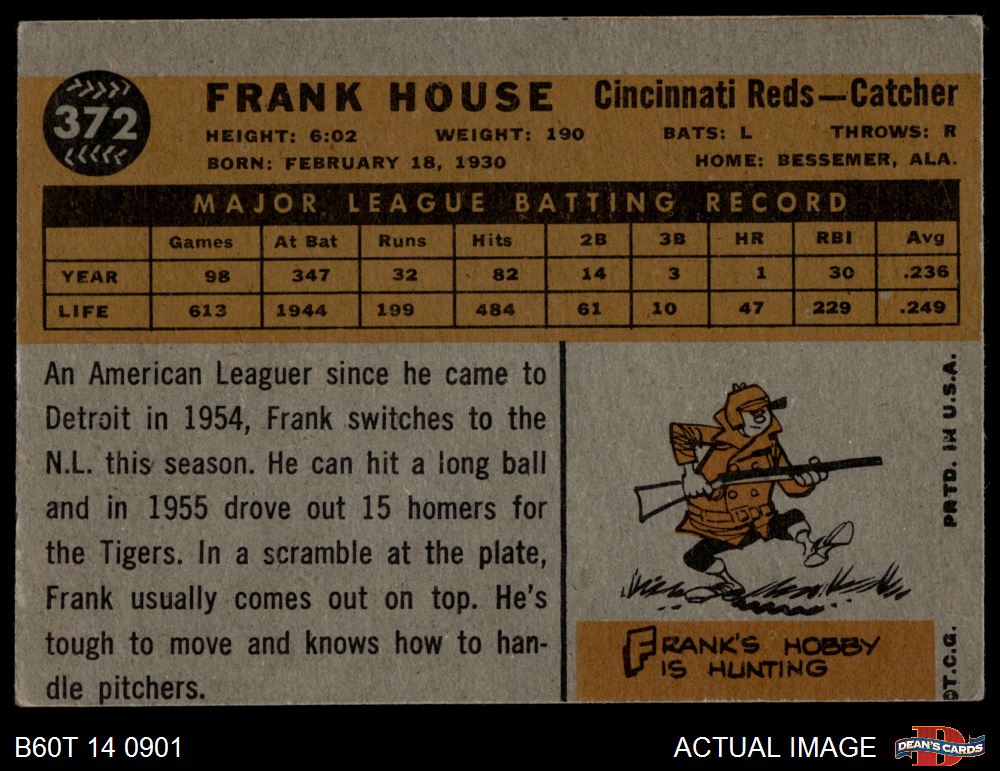 372
FRANK HOUSE Cincinnati Reds—Catcher
HEIGHT: 6:02 WEIGHT: 190 BATS: L THROWS: R
BORN: FEBRUARY 18, 1930 HOME: BESSEMER, ALA.
MAJOR LEAGUE BATTING RECORD
Games At Bat Runs Hits 2B 3B HR RBI Avg
YEAR 98 347 32 82 14 3 1 30 .236
LIFE 613 1944 199 484 61 10 47 229 .249
An American Leaguer since he came to
Detroit in 1954, Frank switches to the
N.L. this season. He can hit a long ball
and in 1955 drove out 15 homers for
the Tigers. In a scramble at the plate,
Frank usually comes out on top. He's
tough to move and knows how to han-
dle pitchers.
FRANK'S HOBBY
IS HUNTING
©T.C.G. PRTD. IN U.S.A.
B60T 14 0901 ACTUAL IMAGE
D
DEAN'S CARDS